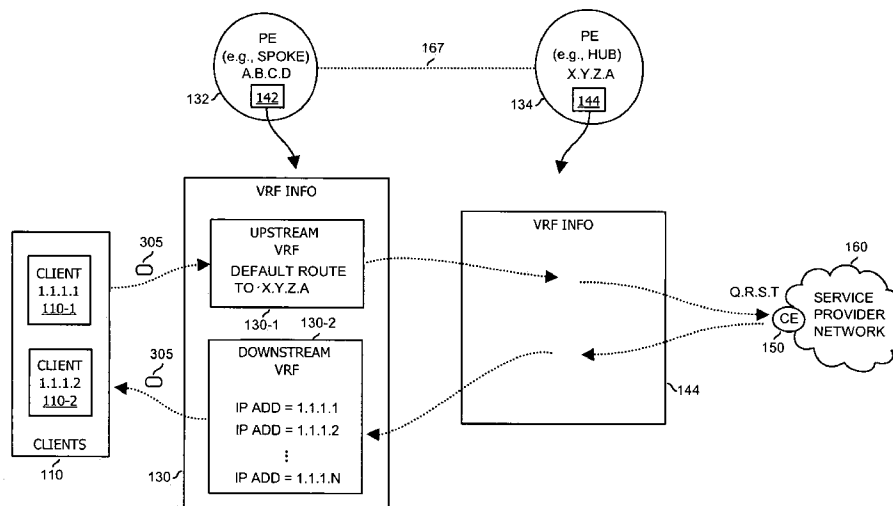 PE
(e.g., SPOKE)
A.B.C.D
142
132
167
PE
(e.g., HUB)
X.Y.Z.A
144
134
VRF INFO
UPSTREAM
VRF
DEFAULT ROUTE
TO X.Y.Z.A
130-1
130-2
DOWNSTREAM
VRF
IP ADD = 1.1.1.1
IP ADD = 1.1.1.2
⋮
IP ADD = 1.1.1.N
130
305
305
CLIENT
1.1.1.1
110-1
CLIENT
1.1.1.2
110-2
CLIENTS
110
VRF INFO
144
Q.R.S.T
CE
150
160
SERVICE
PROVIDER
NETWORK